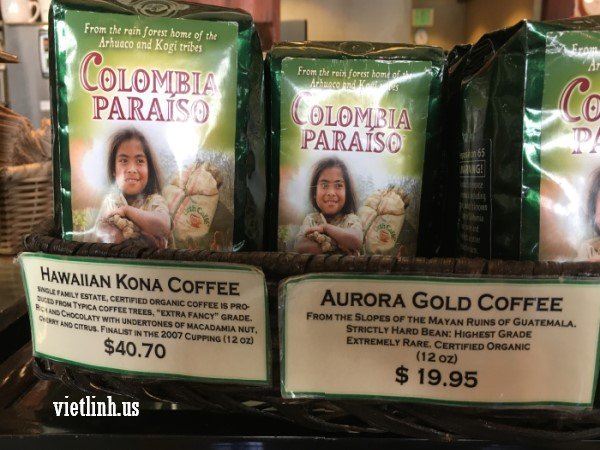 From the rain forest home of the
Arhuaco and Kogi tribes
COLOMBIA
PARAÍSO
From the rain forest home of the
Arhuaco and Kogi tribes
COLOMBIA
PARAÍSO
HAWAIIAN KONA COFFEE
SINGLE FAMILY ESTATE, CERTIFIED ORGANIC COFFEE IS PRO-
DUCED FROM TYPICA COFFEE TREES, "EXTRA FANCY" GRADE.
AND CHOCOLATY WITH UNDERTONES OF MACADAMIA NUT,
CHERRY AND CITRUS. FINALIST IN THE 2007 CUPPING (12 OZ)
$40.70
AURORA GOLD COFFEE
FROM THE SLOPES OF THE MAYAN RUINS OF GUATEMALA.
STRICTLY HARD BEAN: HIGHEST GRADE
EXTREMELY RARE. CERTIFIED ORGANIC
(12 OZ)
$ 19.95
vietlinh.us